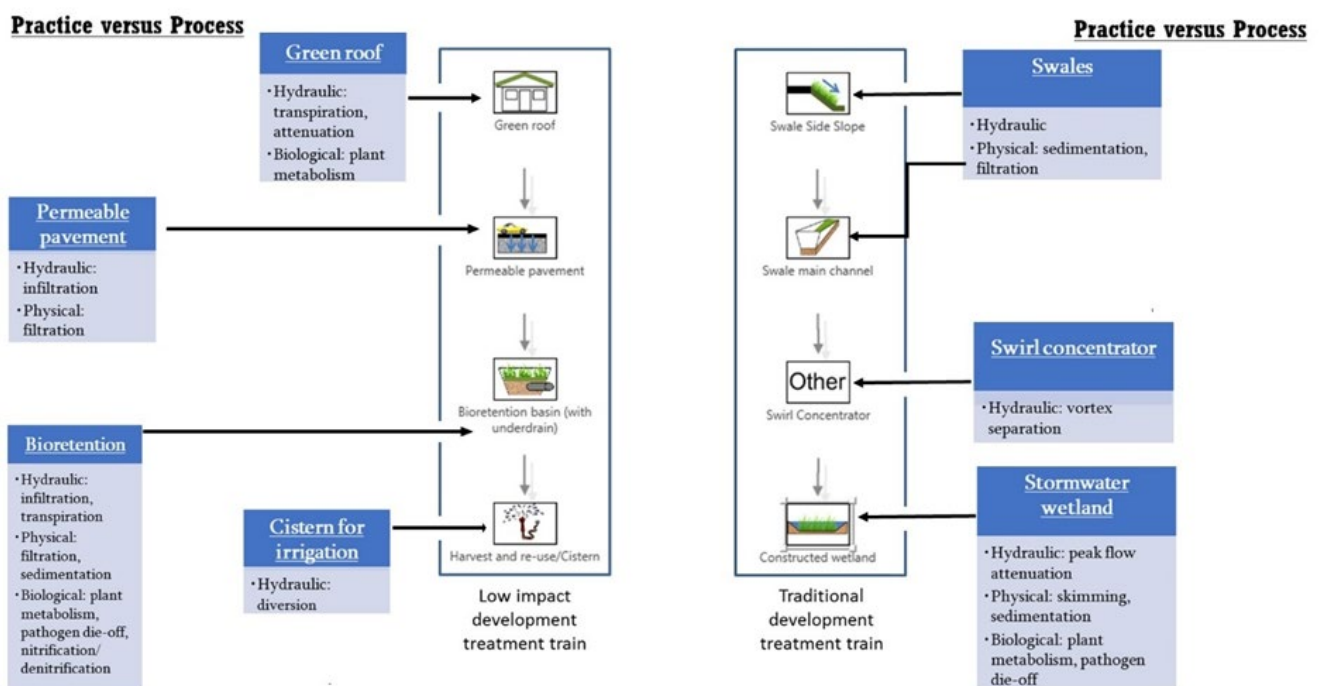 Practice versus Process
Green roof
・Hydraulic:
transpiration,
attenuation
・Biological: plant
metabolism
Permeable
pavement
・Hydraulic:
infiltration
・Physical:
filtration
Bioretention
・Hydraulic:
infiltration,
transpiration
・Physical:
filtration,
sedimentation
・Biological: plant
metabolism,
pathogen die-off,
nitrification/
denitrification
Cistern for
irrigation
・Hydraulic:
diversion
Green roof
Permeable pavement
Bioretention basin (with
underdrain)
Harvest and re-use/Cistern
Low impact
development
treatment train
Practice versus Process
Swale Side Slope
Swale main channel
Other
Swirl Concentrator
Constructed wetland
Traditional
development
treatment train
Swales
・Hydraulic
・Physical: sedimentation,
filtration
Swirl concentrator
・Hydraulic: vortex
separation
Stormwater
wetland
・Hydraulic: peak flow
attenuation
・Physical: skimming,
sedimentation
・Biological: plant
metabolism, pathogen
die-off